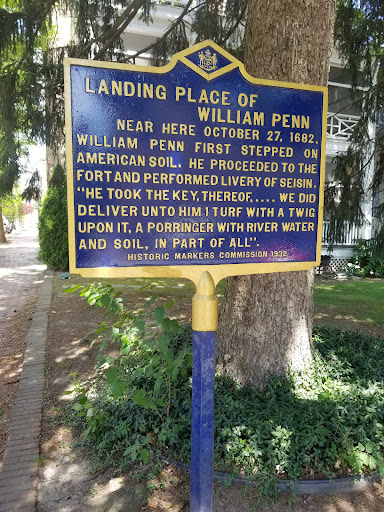 LANDING PLACE OF
WILLIAM PENN
NEAR HERE OCTOBER 27, 1682,
WILLIAM PENN FIRST STEPPED ON
AMERICAN SOIL. HE PROCEEDED TO THE
FORT AND PERFORMED LIVERY OF SEISIN.
"HE TOOK THE KEY, THEREOF,.... WE DID
DELIVER UNTO HIM 1 TURF WITH A TWIG
UPON IT, A PORRINGER WITH RIVER WATER
AND SOIL, IN PART OF ALL".
HISTORIC MARKERS COMMISSION 1932